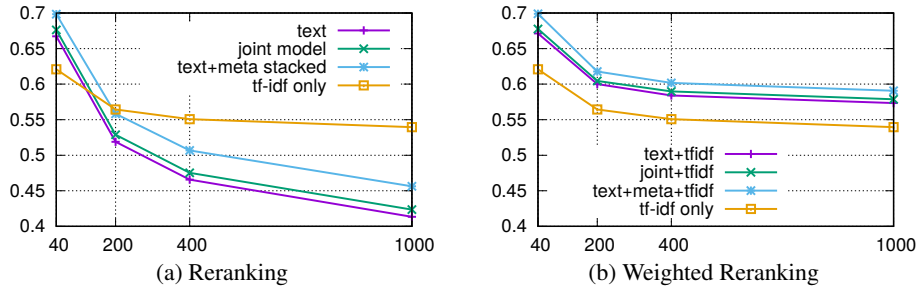 0.7
0.65
0.6
0.55
0.5
0.45
0.4
40 200 400 1000
text
joint model
text+meta stacked
tf-idf only
(a) Reranking
0.7
0.65
0.6
0.55
0.5
0.45
0.4
40 200 400 1000
text+tfidf
joint+tfidf
text+meta+tfidf
tf-idf only
(b) Weighted Reranking